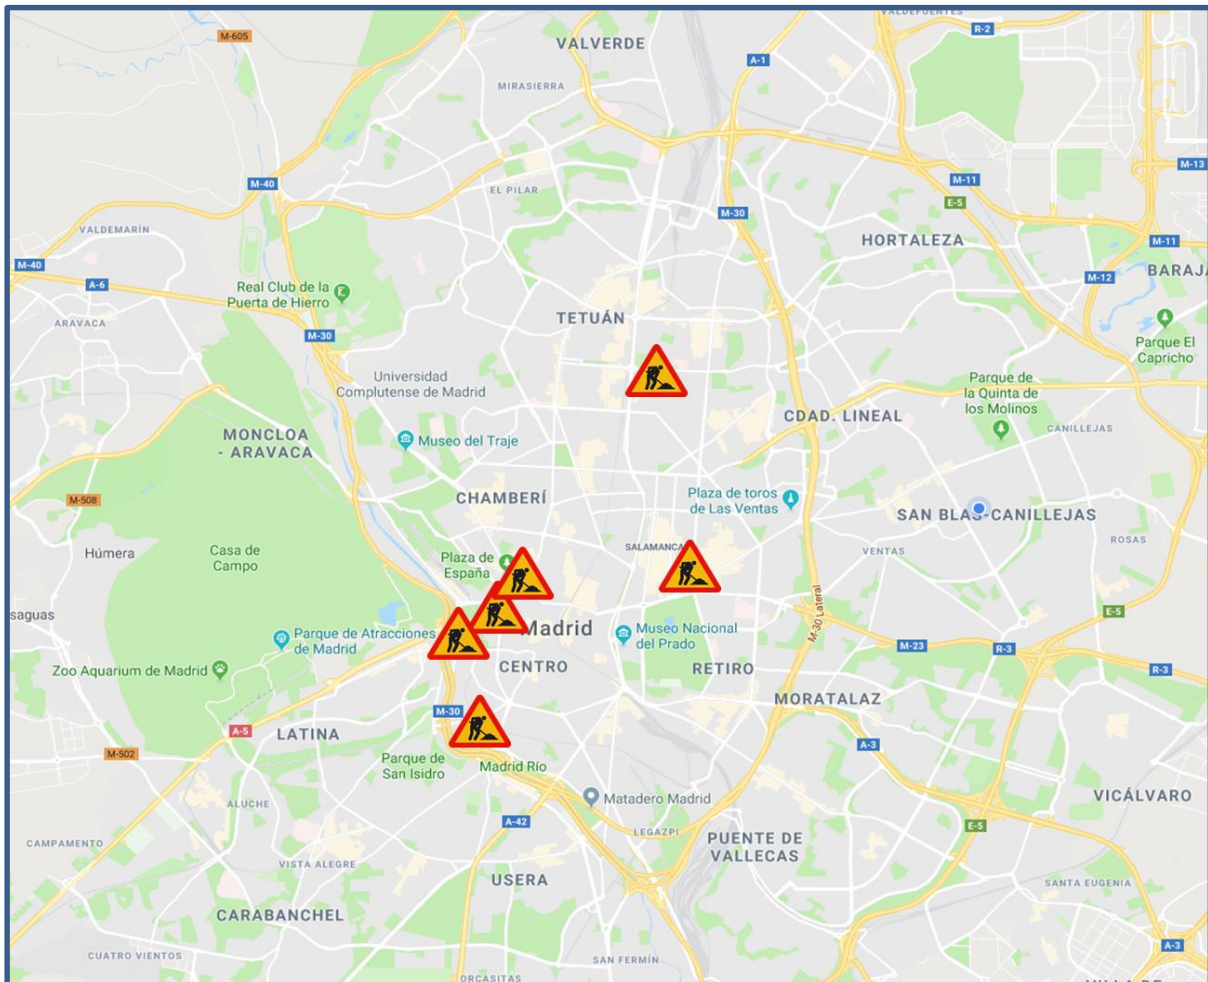 VALDEFUENTES
M-605
R-2
VALVERDE
A-1
MIRASIERRA
M-13
M-40
M-11
EL PILAR
E-5
M-30
VALDEMARÍN
HORTALEZA
M-11
M-40
M-12
BARAJA
A-6
Real Club de la
Puerta de Hierro
TETUÁN
ARAVACA
M-30
Parque El
Capricho
Universidad
Complutense de Madrid
Parque de
la Quinta de
los Molinos
CDAD. LINEAL
CANILLEJAS
MONCLOA
- ARAVACA
Museo del Traje
M-508
CHAMBERÍ
Plaza de toros
de Las Ventas
SAN BLAS-CANILLEJAS
ROSAS
Húmera
Casa de
Campo
Plaza de
España
SALAMANCA
VENTAS
saguas
M-30 Lateral
E-5
Parque de Atracciones
de Madrid
Madrid
Museo Nacional
del Prado
M-23
R-3
Zoo Aquarium de Madrid
CENTRO
RETIRO
R-3
MORATALAZ
M-30
A-5
LATINA
A-3
M-502
Parque de
San Isidro
Madrid Río
Matadero Madrid
VICÁLVARO
ALUCHE
A-42
LEGAZPI
E-5
CAMPAMENTO
PUENTE DE
VALLECAS
VISTA ALEGRE
USERA
SANTA EUGENIA
CARABANCHEL
A-3
CUATRO VIENTOS
SAN FERMÍN
ORCASITAS
VILLA DE